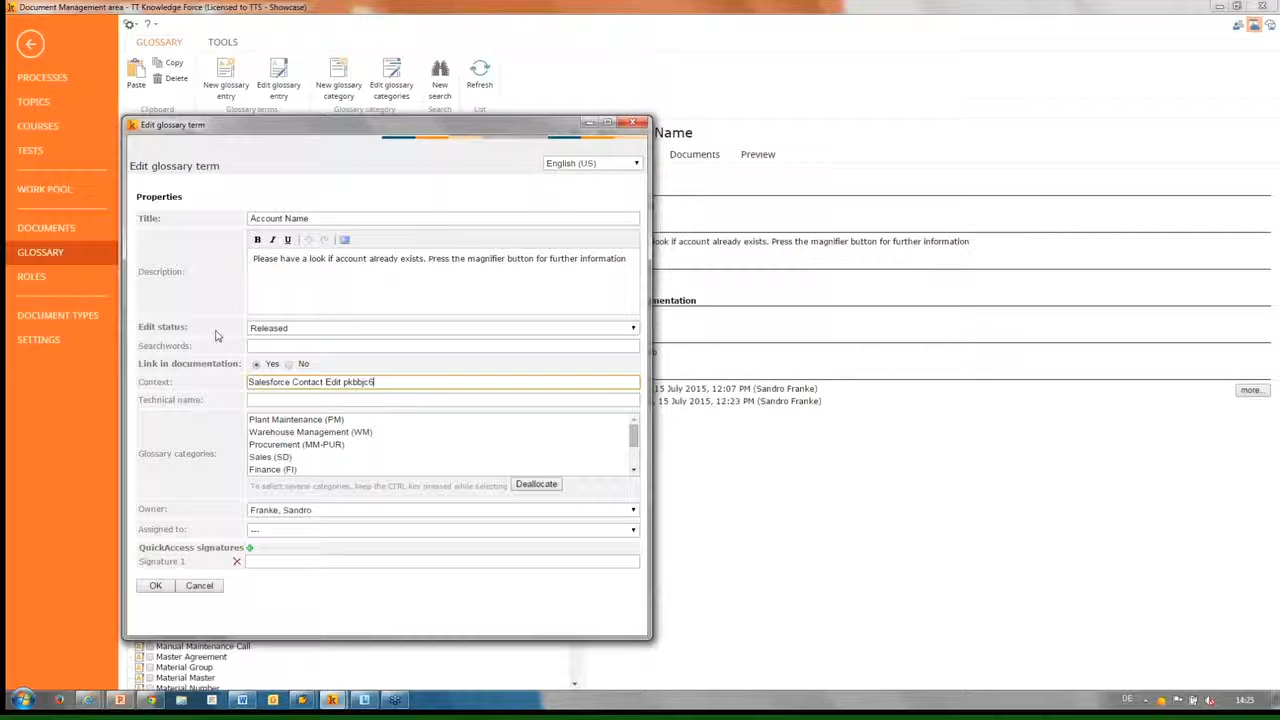 Document Management area - TT Knowledge Force (Licensed to TTS - Showcase)
?
GLOSSARY TOOLS
Copy
Paste Delete
New glossary entry
Edit glossary entry
New glossary category
Edit glossary categories
New search
Refresh
Clipboard Glossary terms Glossary category Search List
PROCESSES
TOPICS
COURSES
TESTS
WORK POOL
DOCUMENTS
GLOSSARY
ROLES
DOCUMENT TYPES
SETTINGS
Edit glossary term
Edit glossary term
English (US)
Properties
Title: Account Name
Description:
B I U
Please have a look if account already exists. Press the magnifier button for further information
Edit status: Released
Searchwords:
Link in documentation: Yes No
Context: Salesforce Contact Edit pkbbjc6
Technical name:
Glossary categories:
Plant Maintenance (PM)
Warehouse Management (WM)
Procurement (MM-PUR)
Sales (SD)
Finance (FI)
To select several categories, keep the CTRL key pressed while selecting Deallocate
Owner: Franke, Sandro
Assigned to: ---
QuickAccess signatures
Signature 1
OK Cancel
Name
Documents Preview
look if account already exists. Press the magnifier button for further information
mentation
15 July 2015, 12:07 PM (Sandro Franke)
15 July 2015, 12:23 PM (Sandro Franke)
more...
Manual Maintenance Call
Master Agreement
Material Group
Material Master
Material Number
DE 14:25